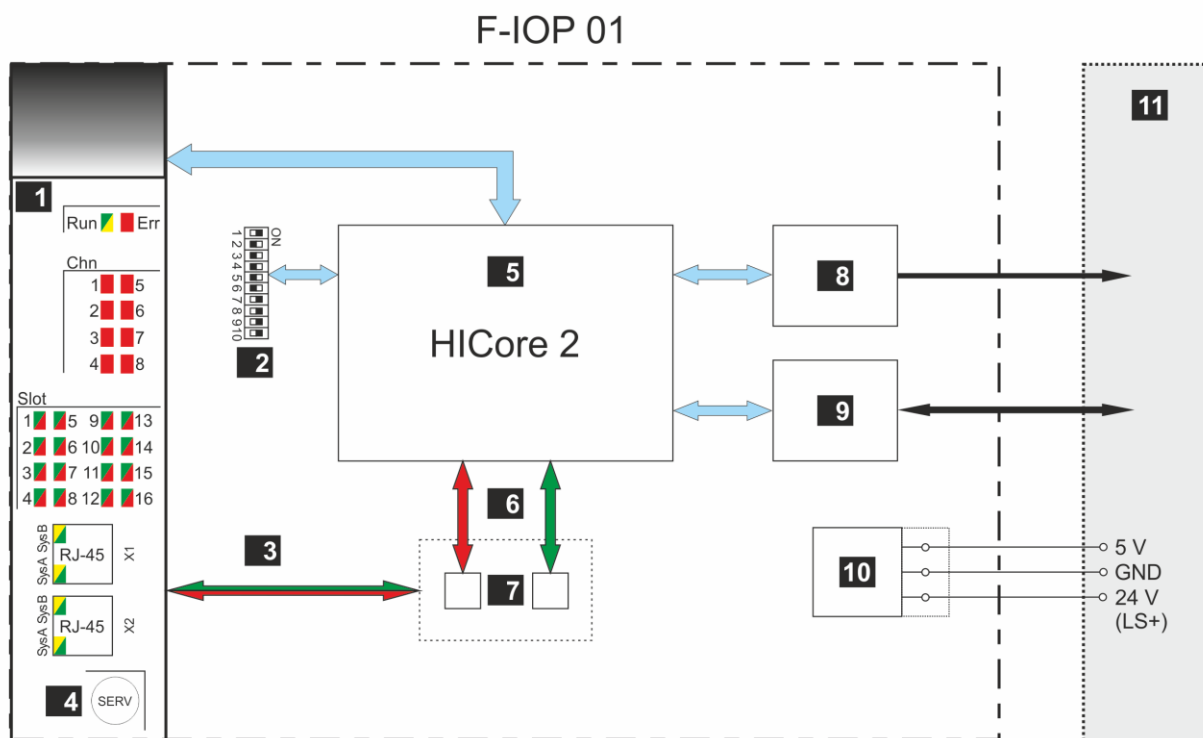 F-IOP 01
11
1
Run Err
Chn
1 5
2 6
3 7
4 8
ON
1 2 3 4 5 6 7 8 9 10
2
5
HICore 2
8
9
Slot
1 5 9 13
2 6 10 14
3 7 11 15
4 8 12 16
6
SysA SysB RJ-45 X1
3
7
10
5 V
GND
24 V
(LS+)
SysA SysB RJ-45 X2
4
SERV